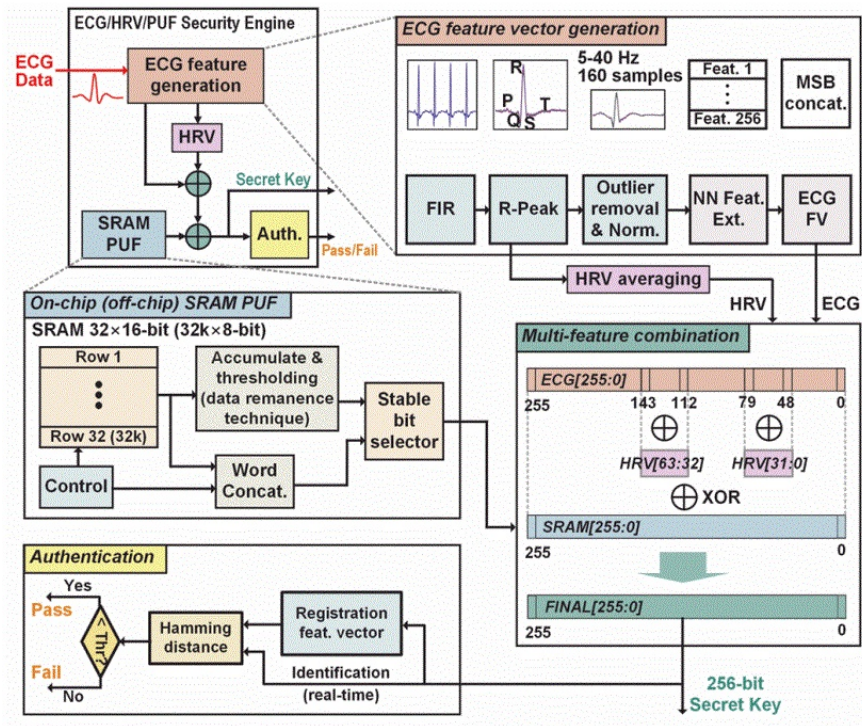 ECG/HRV/PUF Security Engine
ECG Data
ECG feature generation
HRV
Secret Key
SRAM PUF
Auth.
Pass/Fail
ECG feature vector generation
R
P
Q
S
T
5-40 Hz
160 samples
Feat. 1
Feat. 256
MSB concat.
FIR
R-Peak
Outlier removal & Norm.
NN Feat. Ext.
ECG FV
HRV averaging
HRV
ECG
On-chip (off-chip) SRAM PUF
SRAM 32×16-bit (32k×8-bit)
Row 1
Row 32 (32k)
Control
Accumulate & thresholding (data remanence technique)
Word Concat.
Stable bit selector
Multi-feature combination
ECG[255:0]
255
143
112
79
48
0
HRV[63:32]
HRV[31:0]
XOR
SRAM[255:0]
255
0
FINAL[255:0]
255
0
256-bit Secret Key
Authentication
Yes
Pass
< Thr?
Fail
No
Hamming distance
Registration feat. vector
Identification (real-time)